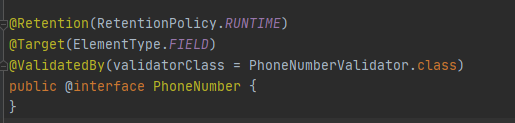 @Retention(RetentionPolicy.RUNTIME)
@Target(ElementType.FIELD)
@ValidatedBy(validatorClass = PhoneNumberValidator.class)
public @interface PhoneNumber {
}